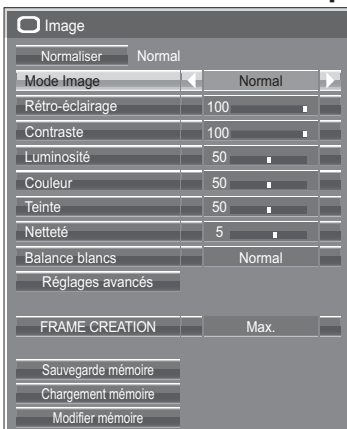 Image
Normaliser Normal
Mode Image Normal
Rétro-éclairage 100
Contraste 100
Luminosité 50
Couleur 50
Teinte 50
Netteté 5
Balance blancs Normal
Réglages avancés
FRAME CREATION Max.
Sauvegarde mémoire
Chargement mémoire
Modifier mémoire